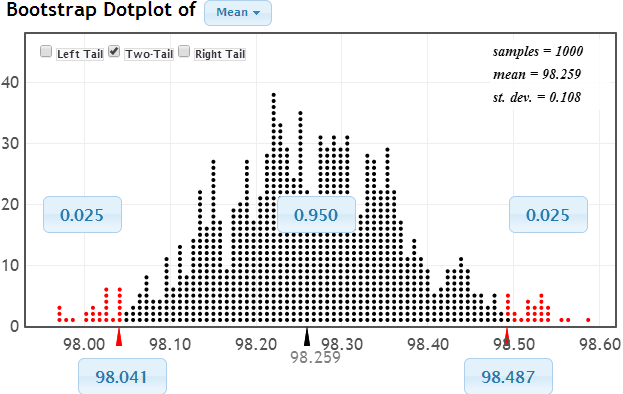 Bootstrap Dotplot of Mean
Left Tail Two-Tail Right Tail
samples = 1000
mean = 98.259
st. dev. = 0.108
40
30
20
10
0
0.025 0.950 0.025
98.00 98.10 98.20 98.30 98.40 98.50 98.60
98.259
98.041 98.487